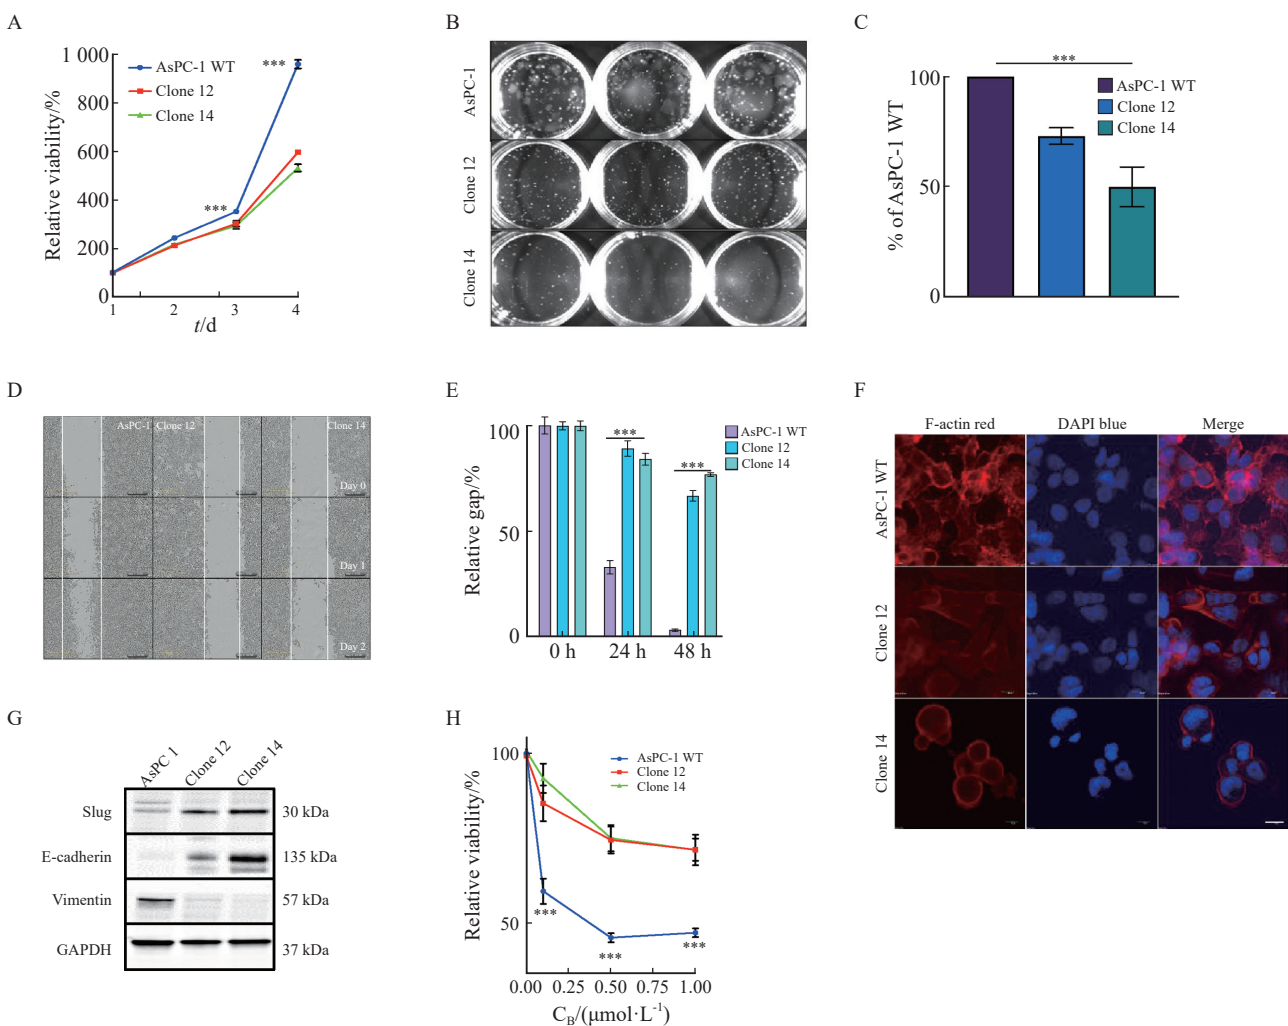 A
Relative viability/%
1 000
800
600
400
200
0
1
2
3
4
t/d
AsPC-1 WT
Clone 12
Clone 14
***
***
B
AsPC-1
Clone 12
Clone 14
C
% of AsPC-1 WT
100
50
0
***
AsPC-1 WT
Clone 12
Clone 14
D
AsPC-1
Clone 12
Clone 14
Day 0
Day 1
Day 2
E
Relative gap/%
100
50
0
0 h
24 h
48 h
***
***
AsPC-1 WT
Clone 12
Clone 14
F
F-actin red
DAPI blue
Merge
AsPC-1 WT
Clone 12
Clone 14
G
AsPC 1
Clone 12
Clone 14
Slug
30 kDa
E-cadherin
135 kDa
Vimentin
57 kDa
GAPDH
37 kDa
H
Relative viability/%
100
50
0.00
0.25
0.50
0.75
1.00
C_B/(μmol·L⁻¹)
AsPC-1 WT
Clone 12
Clone 14
***
***
***